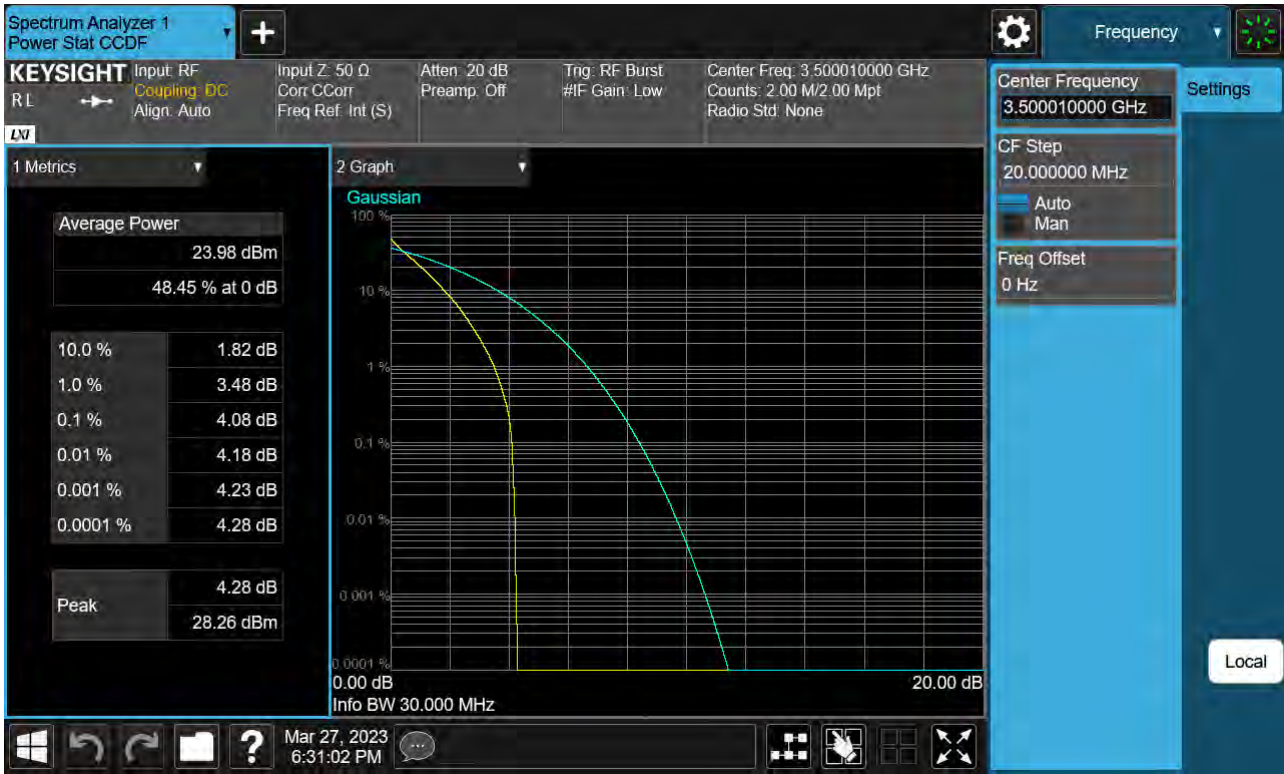 Spectrum Analyzer 1
Power Stat CCDF
Frequency
KEYSIGHT
RL
LXI
Input: RF
Coupling: DC
Align: Auto
Input Z: 50 Ω
Corr CCorr
Freq Ref: Int (S)
Atten: 20 dB
Preamp: Off
Trig: RF Burst
#IF Gain: Low
Center Freq: 3.500010000 GHz
Counts: 2.00 M/2.00 Mpt
Radio Std: None
Center Frequency
3.500010000 GHz
Settings
CF Step
20.000000 MHz
Auto
Man
Freq Offset
0 Hz
1 Metrics
Average Power
23.98 dBm
48.45 % at 0 dB
10.0 % 1.82 dB
1.0 % 3.48 dB
0.1 % 4.08 dB
0.01 % 4.18 dB
0.001 % 4.23 dB
0.0001 % 4.28 dB
Peak
4.28 dB
28.26 dBm
2 Graph
Gaussian
100 %
10 %
1 %
0.1 %
0.01 %
0.001 %
0.0001 %
0.00 dB 20.00 dB
Info BW 30.000 MHz
Local
?
Mar 27, 2023
6:31:02 PM